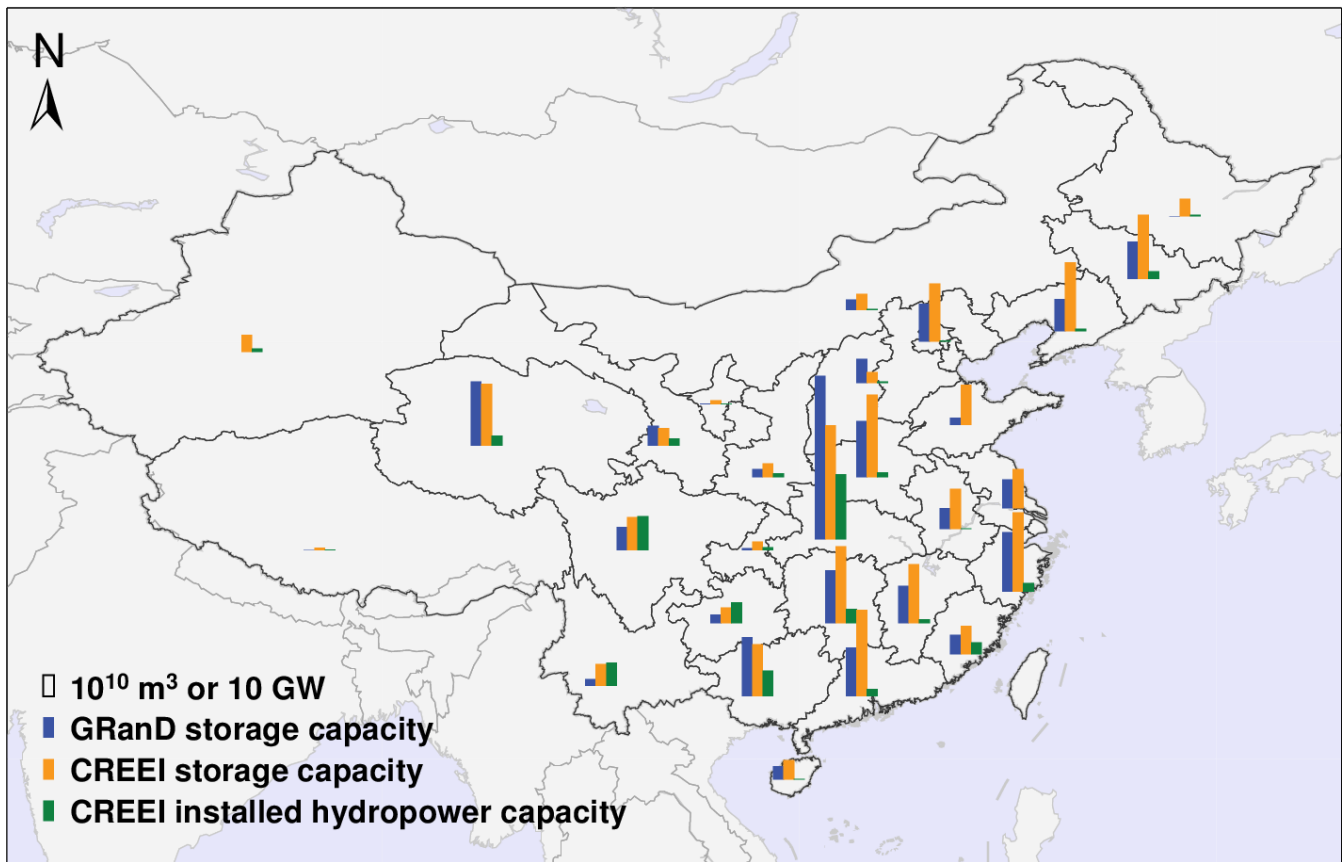 N
10¹⁰ m³ or 10 GW
GRanD storage capacity
CREEI storage capacity
CREEI installed hydropower capacity